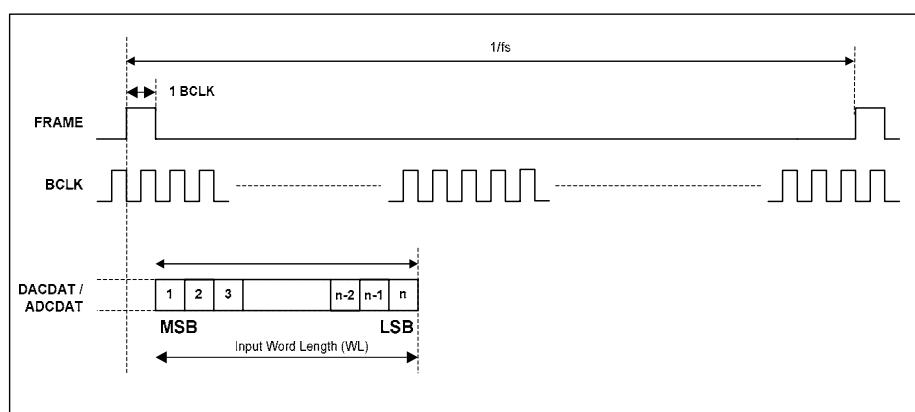 1/fs
1 BCLK
FRAME
BCLK
DACDAT /
ADCDAT
1 2 3 n-2 n-1 n
MSB LSB
Input Word Length (WL)